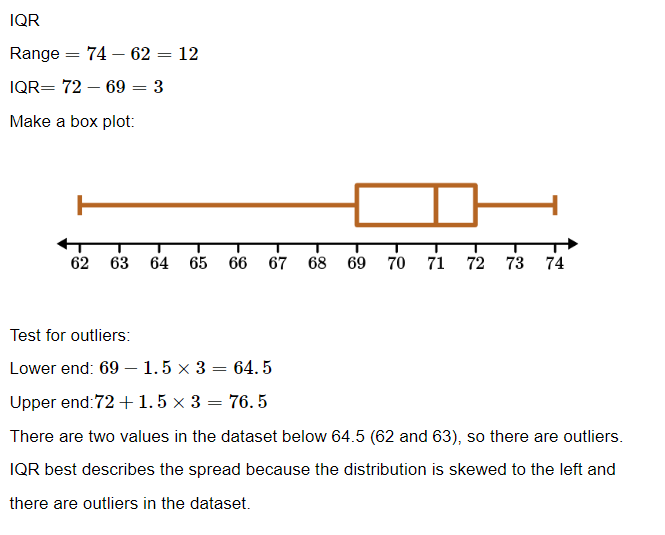 IQR
Range = 74 − 62 = 12
IQR= 72 − 69 = 3
Make a box plot:
62 63 64 65 66 67 68 69 70 71 72 73 74
Test for outliers:
Lower end: 69 − 1.5 × 3 = 64.5
Upper end:72 + 1.5 × 3 = 76.5
There are two values in the dataset below 64.5 (62 and 63), so there are outliers.
IQR best describes the spread because the distribution is skewed to the left and
there are outliers in the dataset.